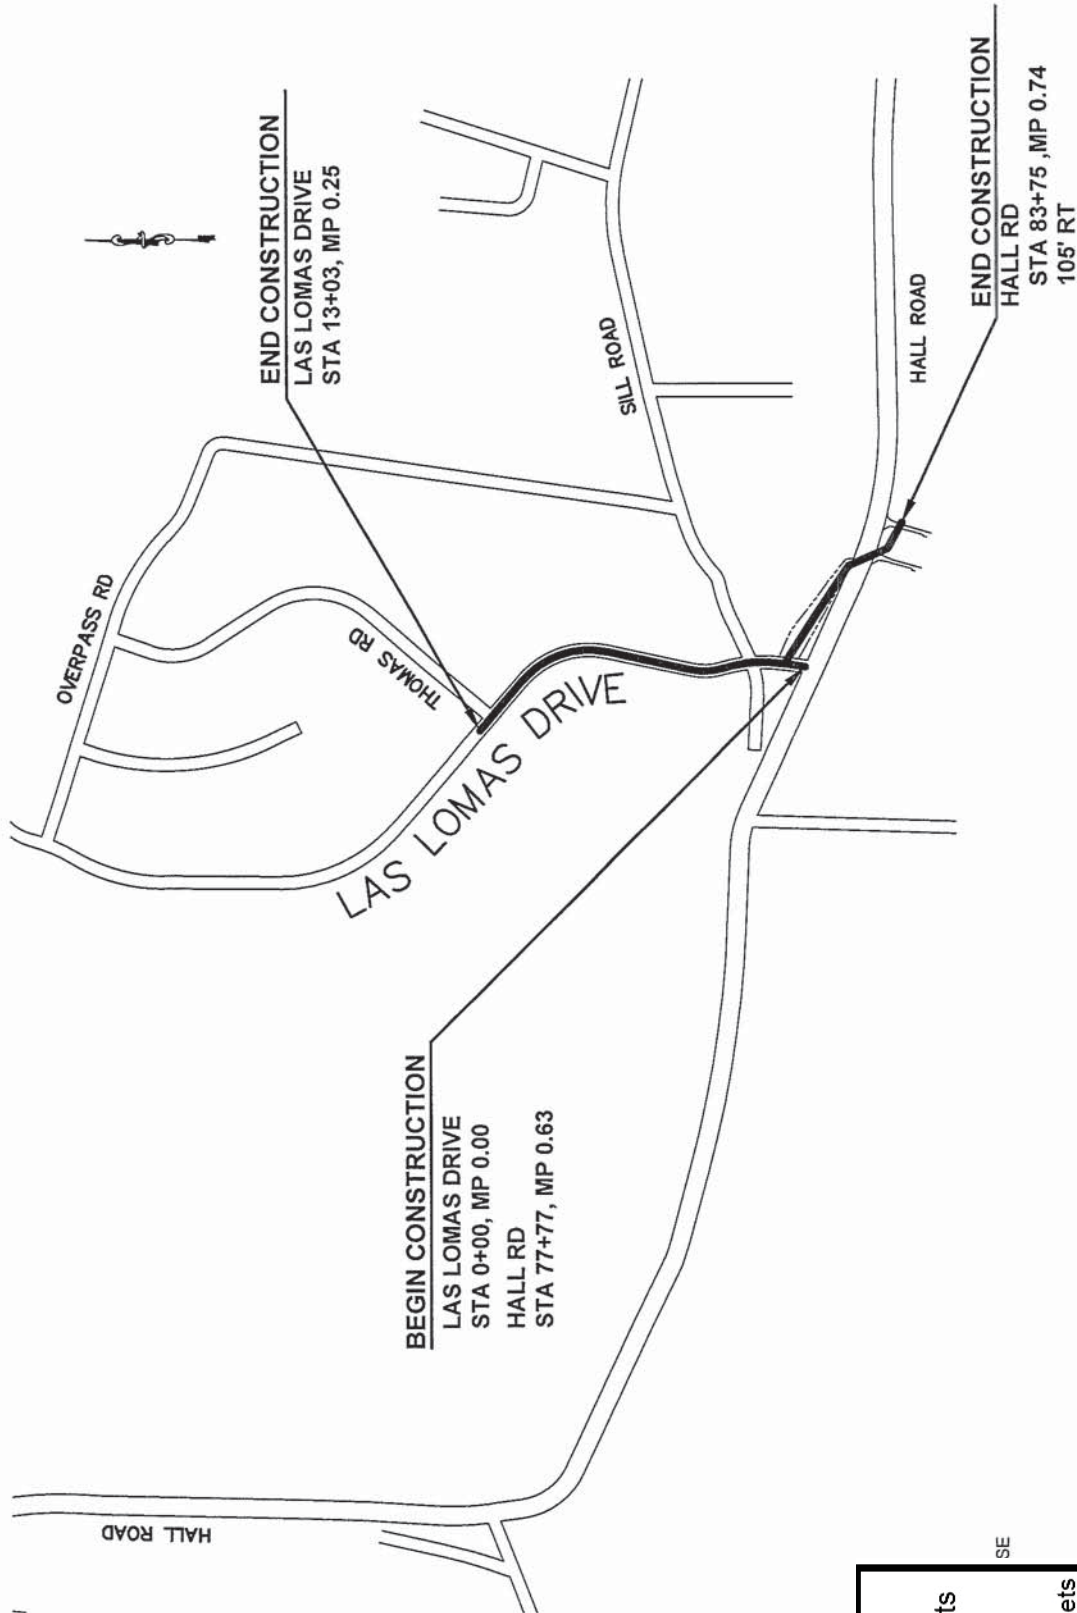 END CONSTRUCTION
LAS LOMAS DRIVE
STA 13+03, MP 0.25
OVERPASS RD
THOMAS RD
LAS LOMAS DRIVE
SILL ROAD
HALL ROAD
END CONSTRUCTION
HALL RD
STA 83+75 ,MP 0.74
105' RT
BEGIN CONSTRUCTION
LAS LOMAS DRIVE
STA 0+00, MP 0.00
HALL RD
STA 77+77, MP 0.63
HALL ROAD
SE
ts
ets